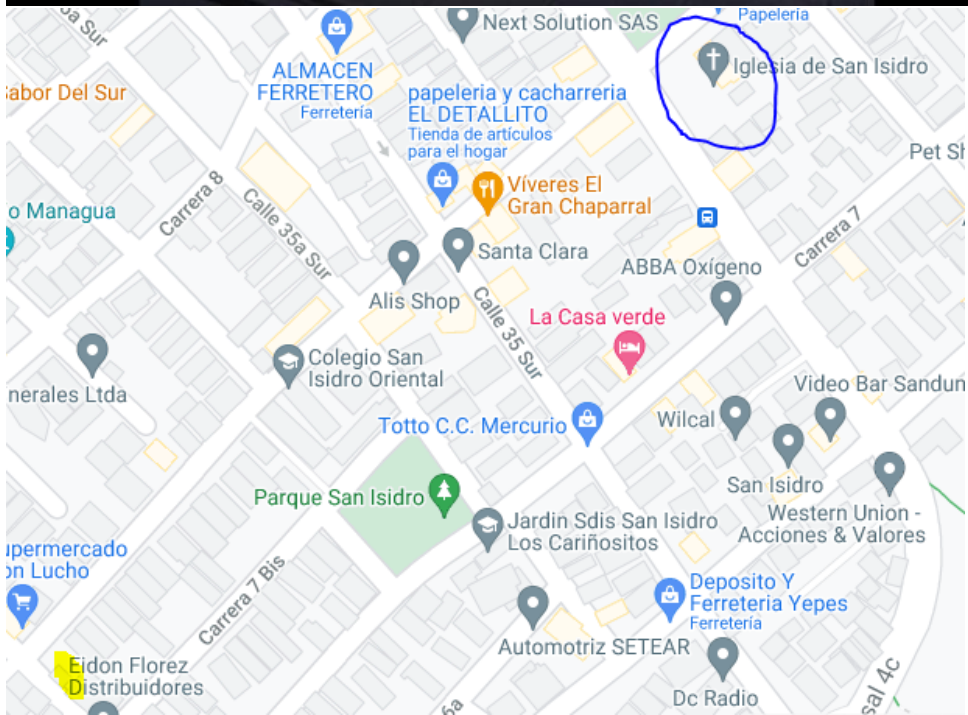 Next Solution SAS
Papelería
Iglesia de San Isidro
ALMACEN
FERRETERO
Ferretería
Sabor Del Sur
papeleria y cacharreria
EL DETALLITO
Tienda de artículos
para el hogar
Pet Sh
Víveres El
Gran Chaparral
Carrera 8
Calle 35a Sur
o Managua
Carrera 7
Santa Clara
ABBA Oxígeno
Alis Shop
Calle 35 Sur
La Casa verde
Colegio San
Isidro Oriental
nerales Ltda
Video Bar Sandun
Totto C.C. Mercurio
Wilcal
San Isidro
Parque San Isidro
Western Union -
Acciones & Valores
Jardin Sdis San Isidro
Los Cariñositos
upermercado
on Lucho
Carrera 7 Bis
Deposito Y
Ferreteria Yepes
Ferretería
Automotriz SETEAR
Eidon Florez
Distribuidores
Dc Radio
6a
sal 4c